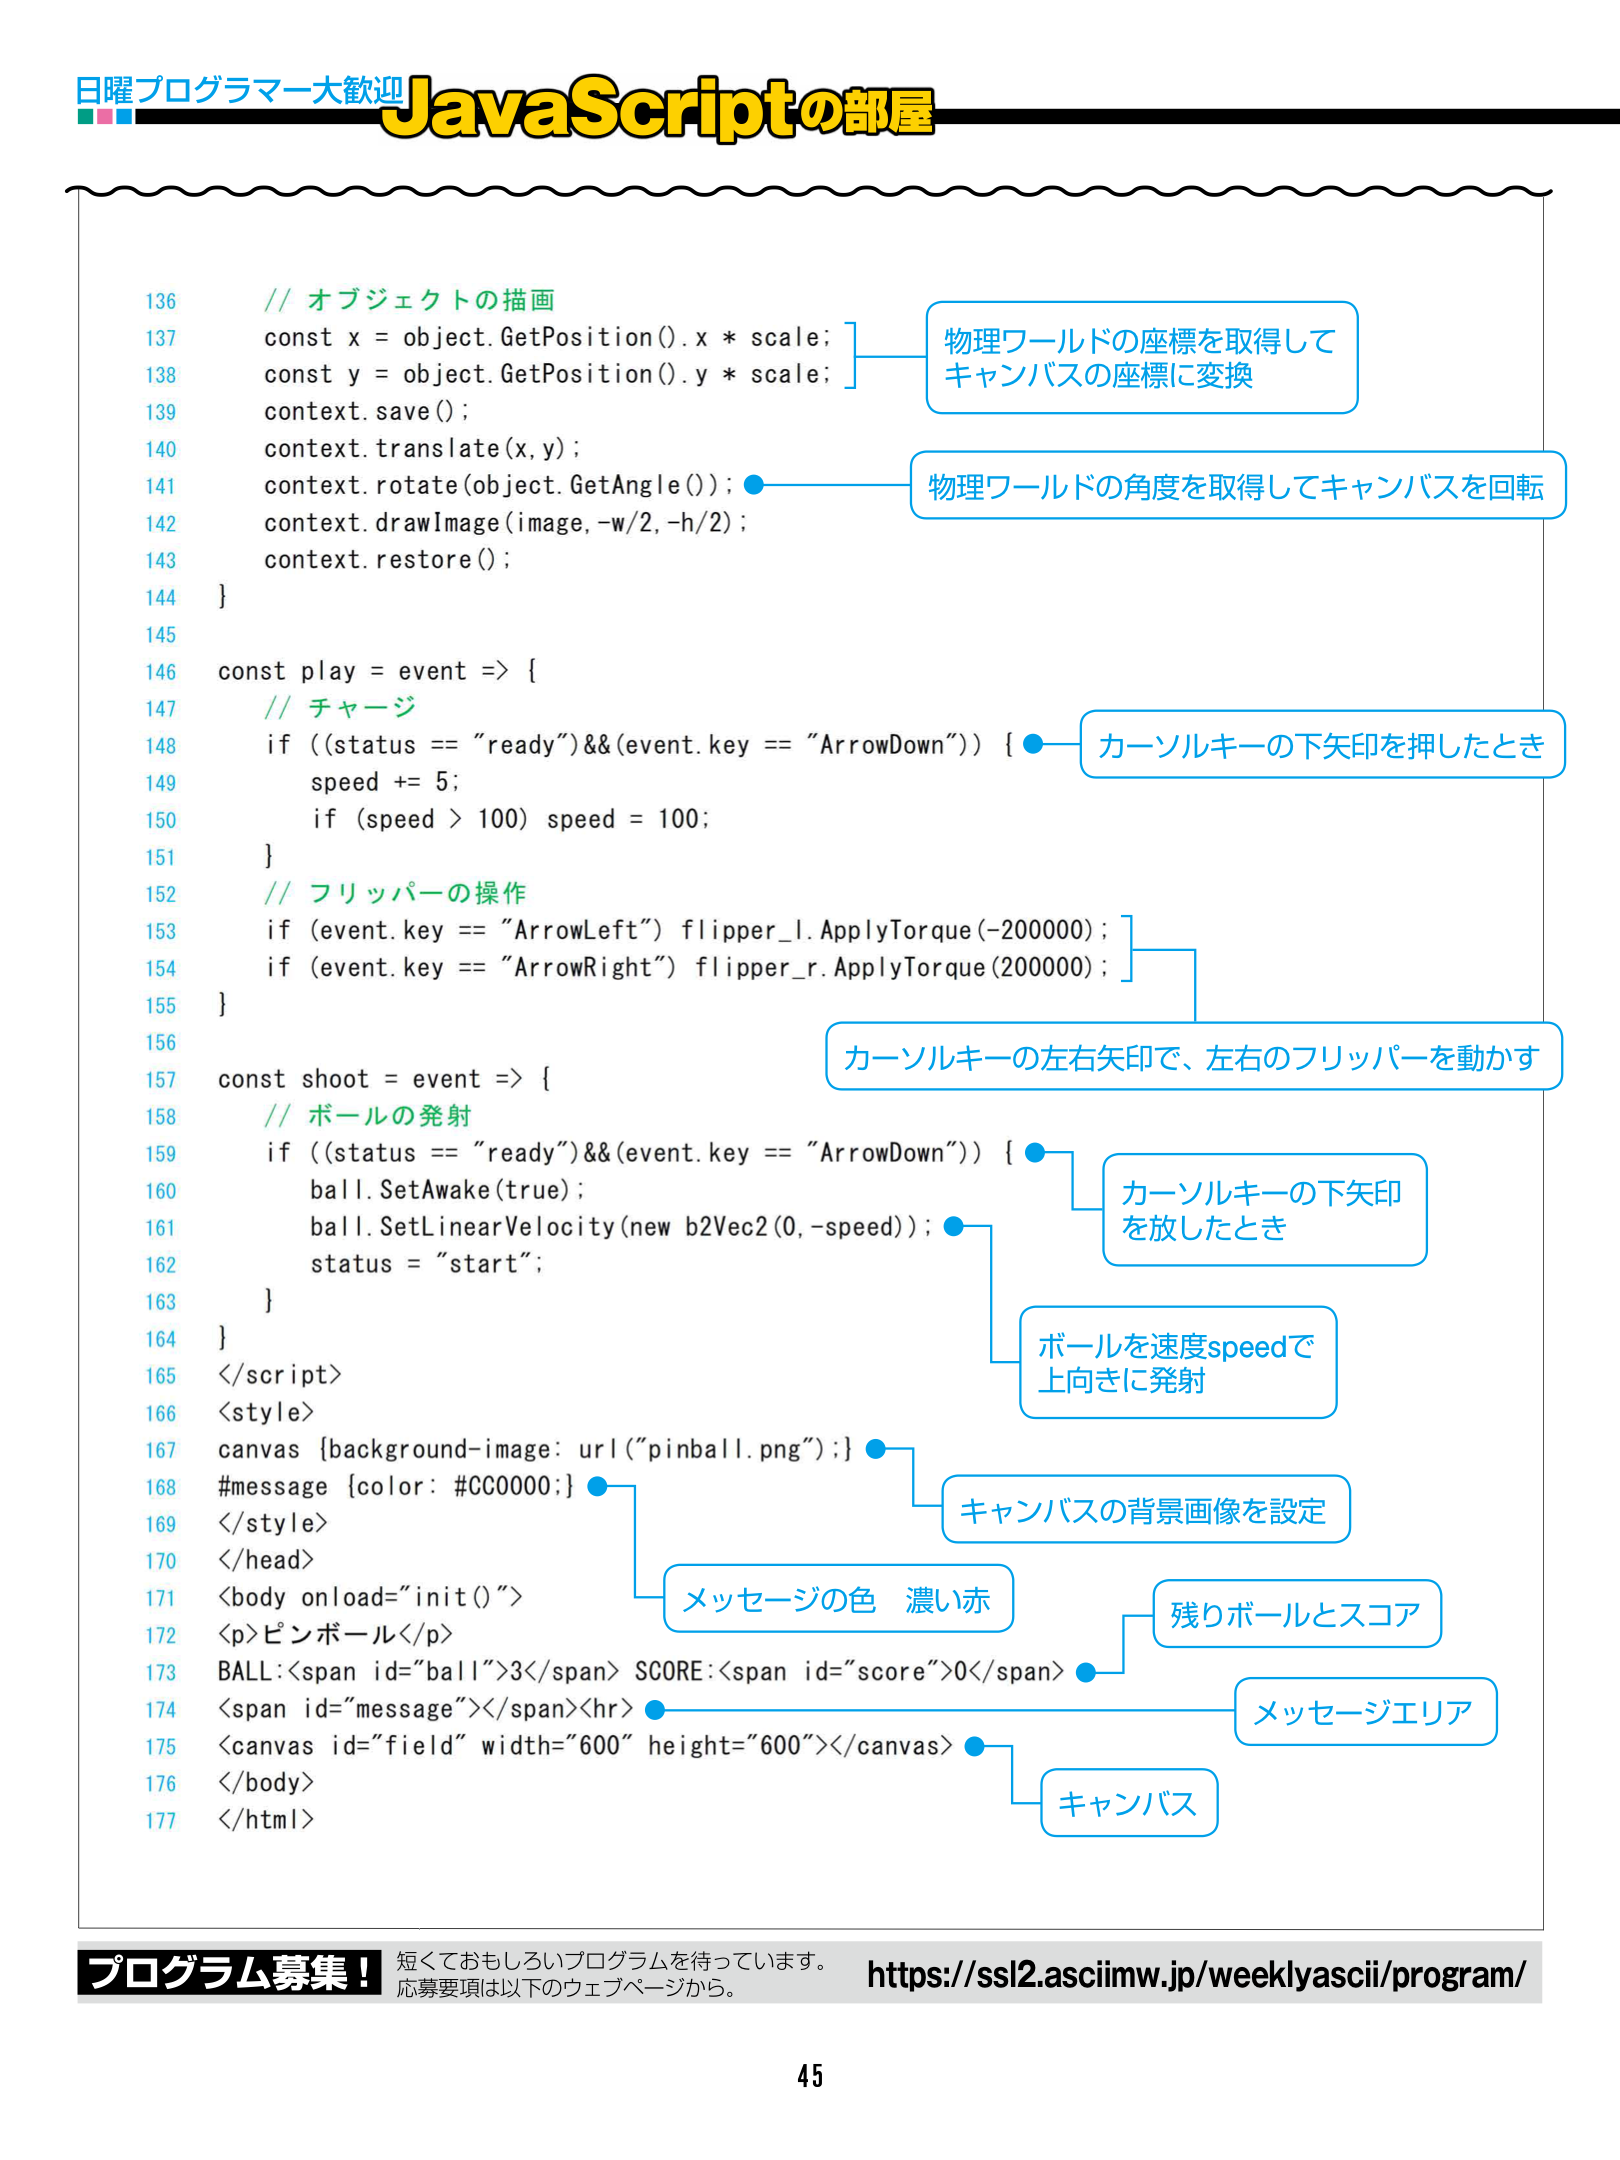 日曜プログラマー大歓迎
JavaScriptの部屋
136 // オブジェクトの描画
137 const x = object.GetPosition().x * scale;
138 const y = object.GetPosition().y * scale;
物理ワールドの座標を取得して
キャンバスの座標に変換
139 context.save();
140 context.translate(x,y);
141 context.rotate(object.GetAngle());
物理ワールドの角度を取得してキャンバスを回転
142 context.drawImage(image,-w/2,-h/2);
143 context.restore();
144 }
145
146 const play = event => {
147 // チャージ
148 if ((status == "ready")&&(event.key == "ArrowDown")) {
カーソルキーの下矢印を押したとき
149 speed += 5;
150 if (speed > 100) speed = 100;
151 }
152 // フリッパーの操作
153 if (event.key == "ArrowLeft") flipper_l.ApplyTorque(-200000);
154 if (event.key == "ArrowRight") flipper_r.ApplyTorque(200000);
155 }
156
カーソルキーの左右矢印で、左右のフリッパーを動かす
157 const shoot = event => {
158 // ボールの発射
159 if ((status == "ready")&&(event.key == "ArrowDown")) {
カーソルキーの下矢印
を放したとき
160 ball.SetAwake(true);
161 ball.SetLinearVelocity(new b2Vec2(0,-speed));
ボールを速度speedで
上向きに発射
162 status = "start";
163 }
164 }
165 </script>
166 <style>
167 canvas {background-image: url("pinball.png");}
キャンバスの背景画像を設定
168 #message {color: #CC0000;}
メッセージの色　濃い赤
169 </style>
170 </head>
171 <body onload="init()">
172 <p>ピンボール</p>
173 BALL:<span id="ball">3</span> SCORE:<span id="score">0</span>
残りボールとスコア
174 <span id="message"></span><hr>
メッセージエリア
175 <canvas id="field" width="600" height="600"></canvas>
キャンバス
176 </body>
177 </html>
プログラム募集！
短くておもしろいプログラムを待っています。
応募要項は以下のウェブページから。
https://ssl2.asciimw.jp/weeklyascii/program/
45